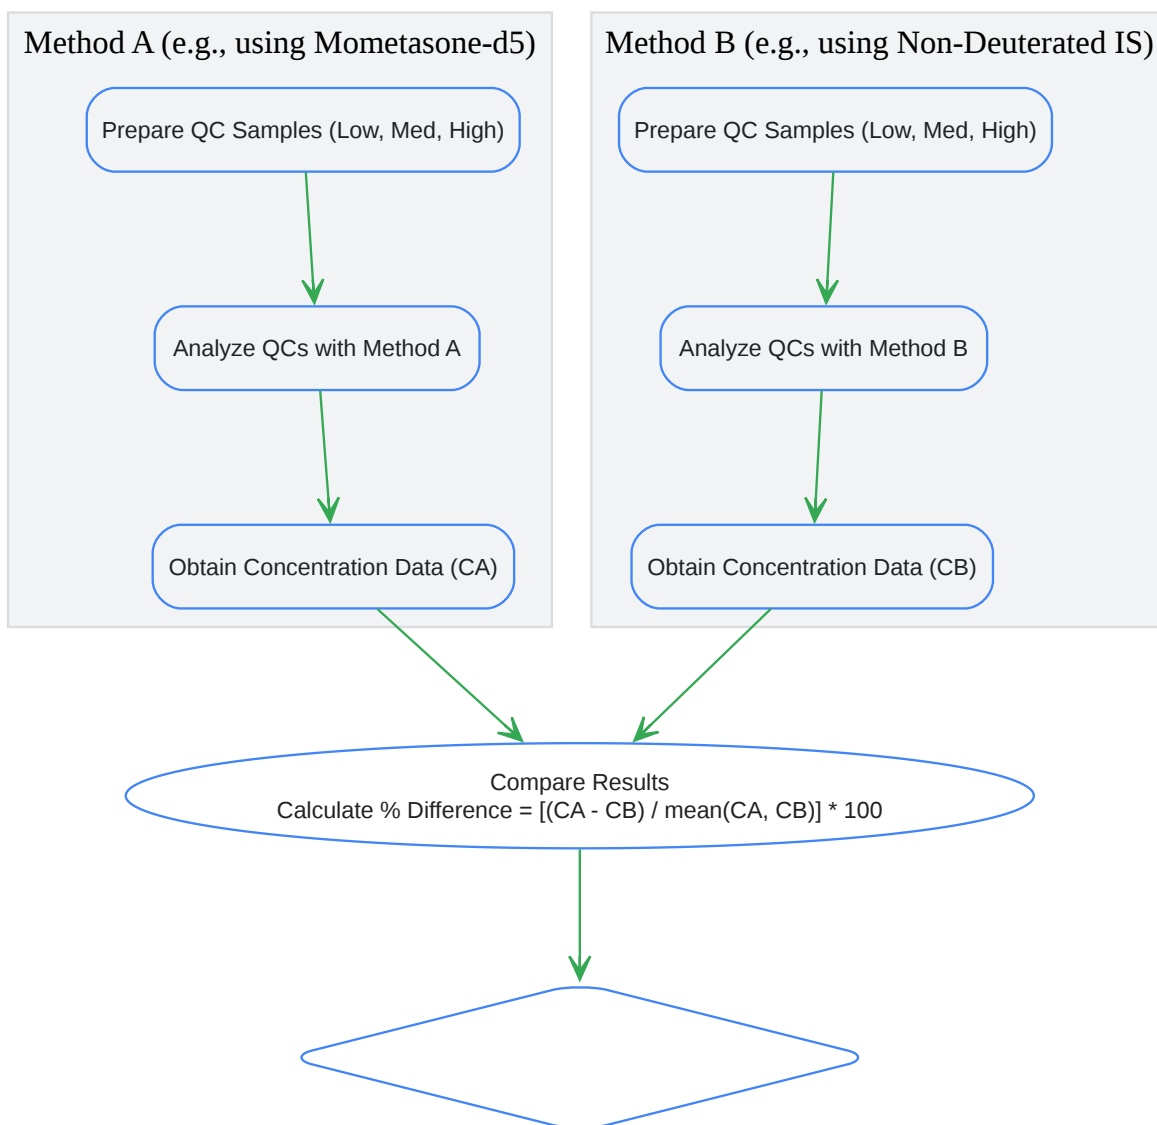 Method A (e.g., using Mometasone-d5)
Prepare QC Samples (Low, Med, High)
Analyze QCs with Method A
Obtain Concentration Data (CA)
Method B (e.g., using Non-Deuterated IS)
Prepare QC Samples (Low, Med, High)
Analyze QCs with Method B
Obtain Concentration Data (CB)
Compare Results
Calculate % Difference = [(CA - CB) / mean(CA, CB)] * 100